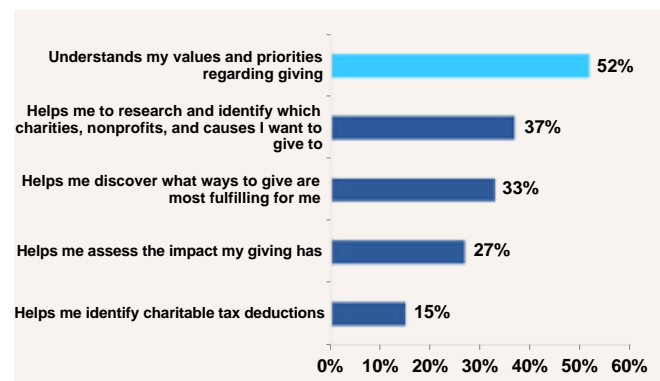 Understands my values and priorities
regarding giving
52%
Helps me to research and identify which
charities, nonprofits, and causes I want to
give to
37%
Helps me discover what ways to give are
most fulfilling for me
33%
Helps me assess the impact my giving has
27%
Helps me identify charitable tax deductions
15%
0% 10% 20% 30% 40% 50% 60%